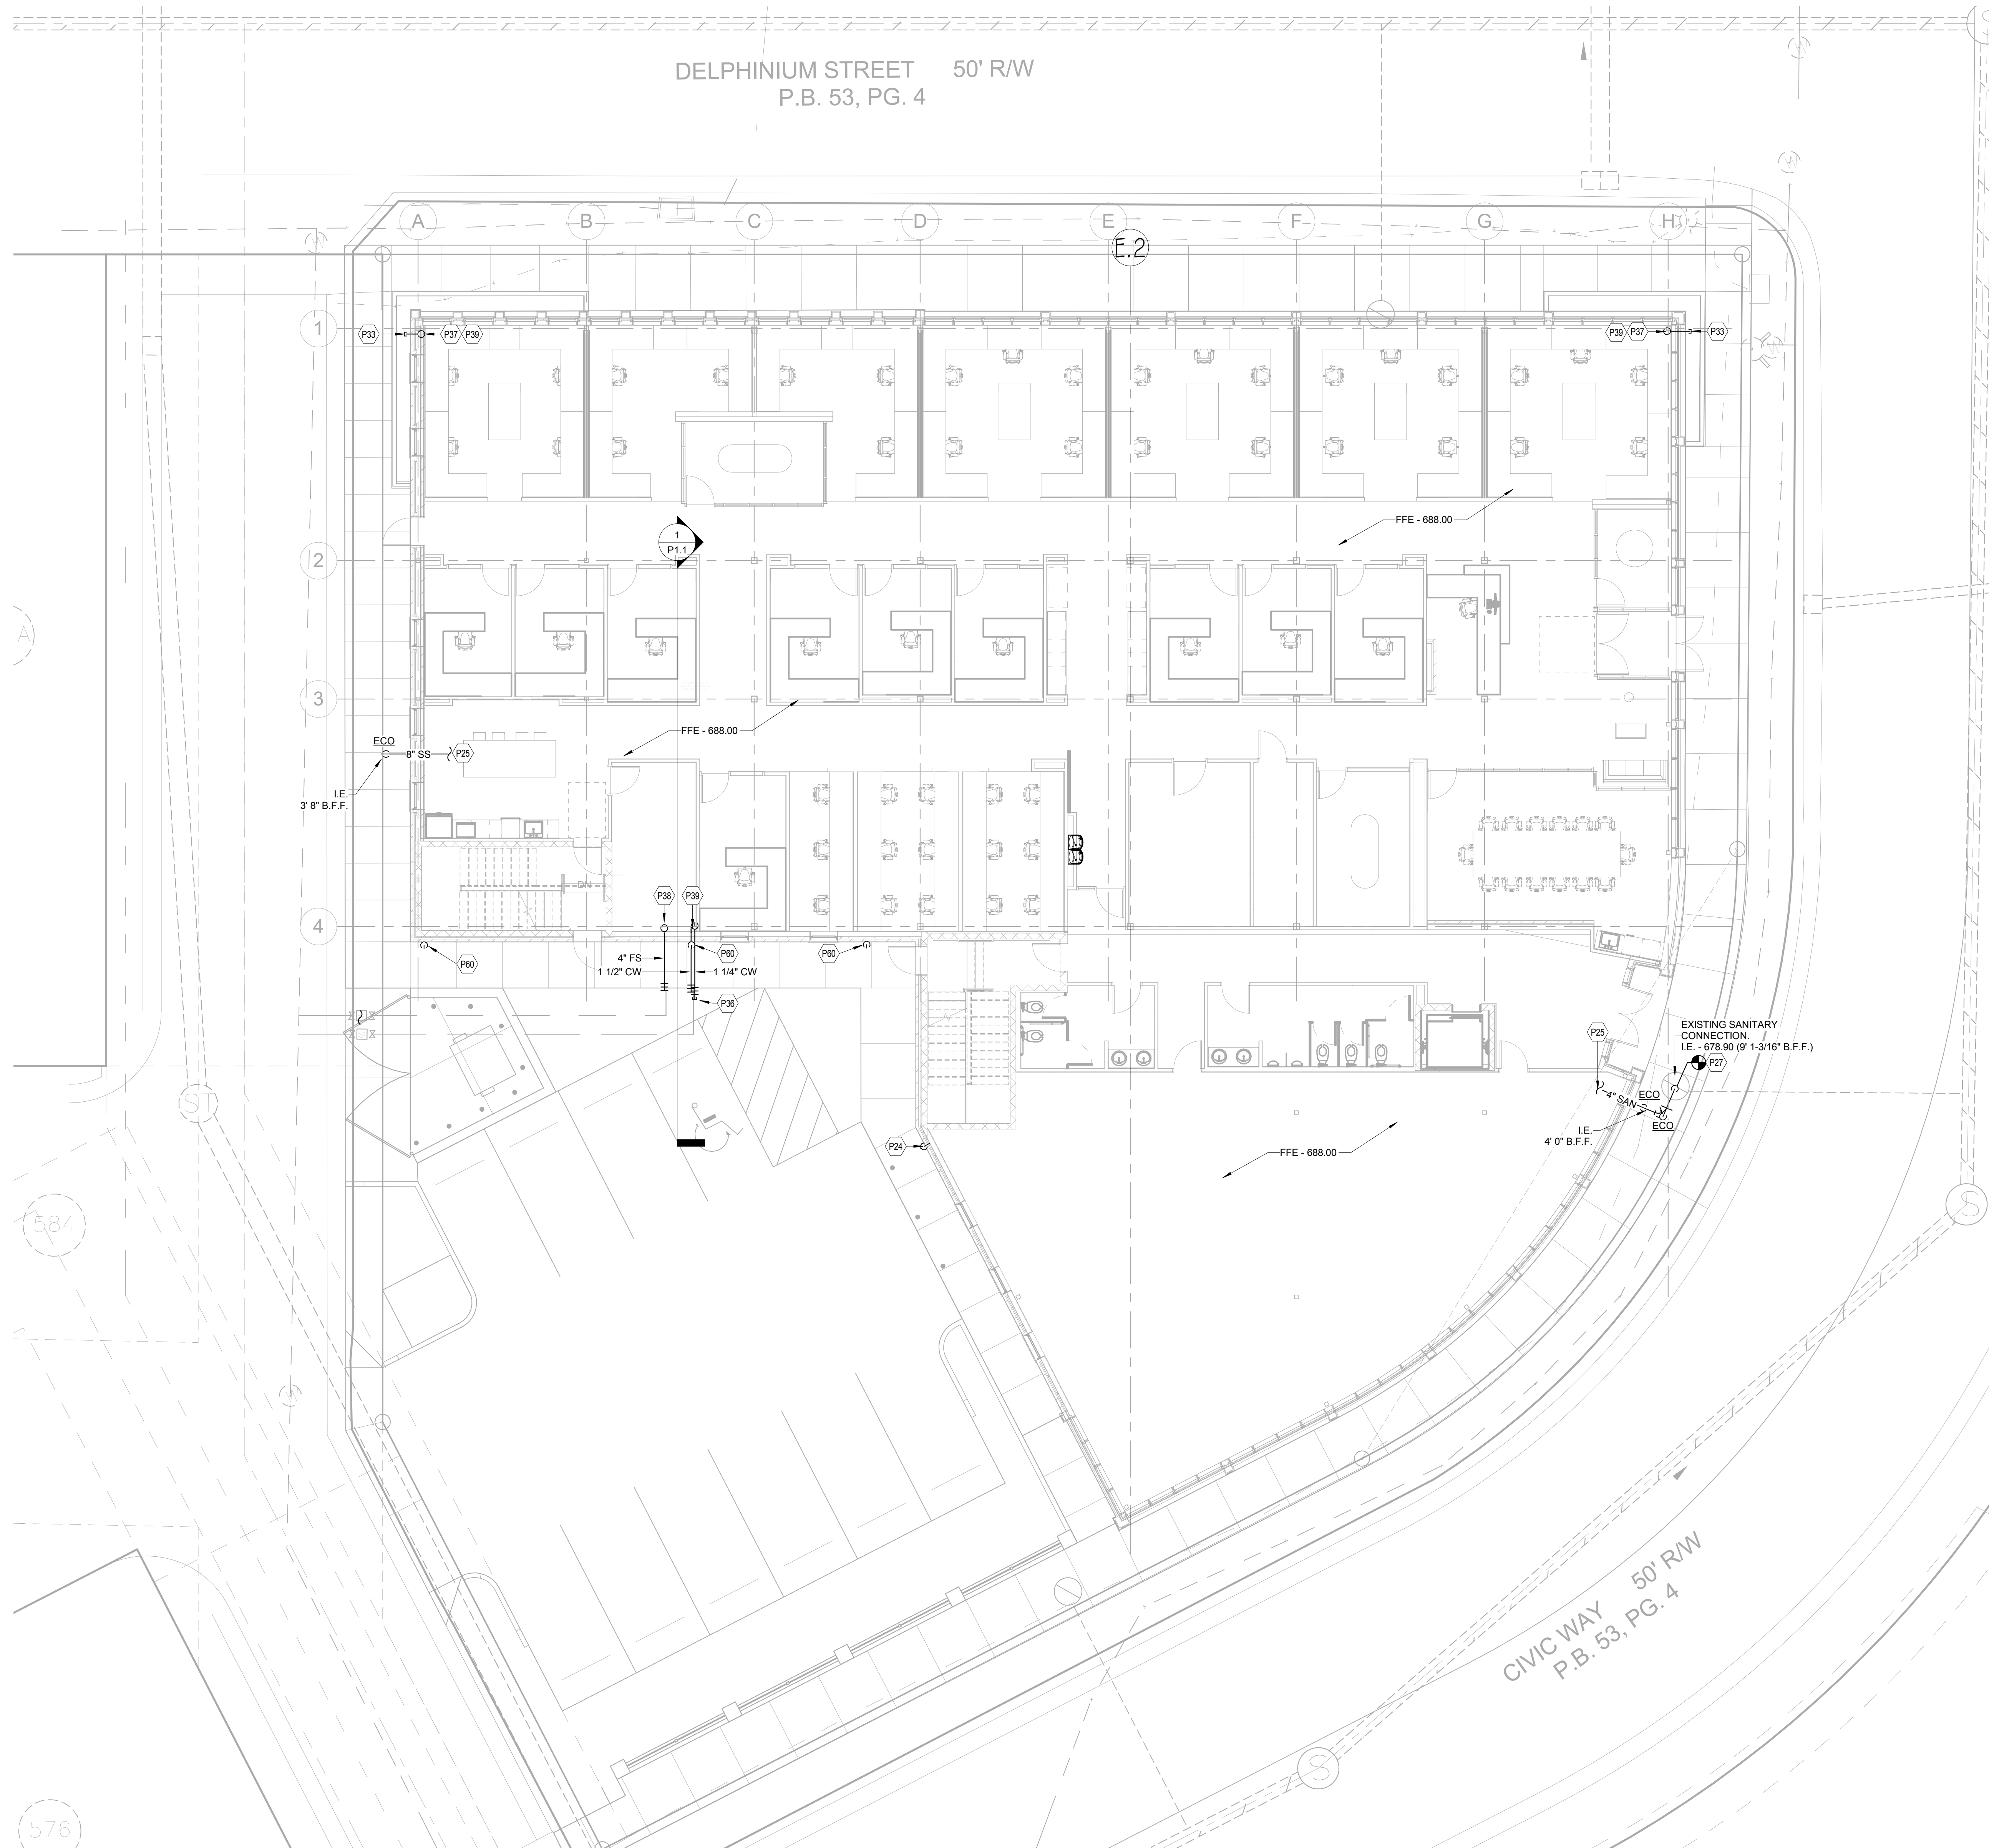 DELPHINIUM STREET 50' R/W
P.B. 53, PG. 4
W
W
S
A B C D E F G H
E.2
W
1
P33 P37 P39
P39 P37 P33
W
FFE - 688.00
1
P1.1
2
A
3
FFE - 688.00
ECO
8" SS P25
I.E.
3' 8" B.F.F.
DN
P38 P39
4
P60
4" FS P60 P60
1 1/2" CW 1 1/4" CW
P36
P25
EXISTING SANITARY
CONNECTION.
I.E. - 678.90 (9' 1-3/16" B.F.F.)
P27
ST
4" SAN ECO
ECO
I.E.
4' 0" B.F.F.
P24
FFE - 688.00
S
584
W
CIVIC WAY 50' R/W
P.B. 53, PG. 4
S
576